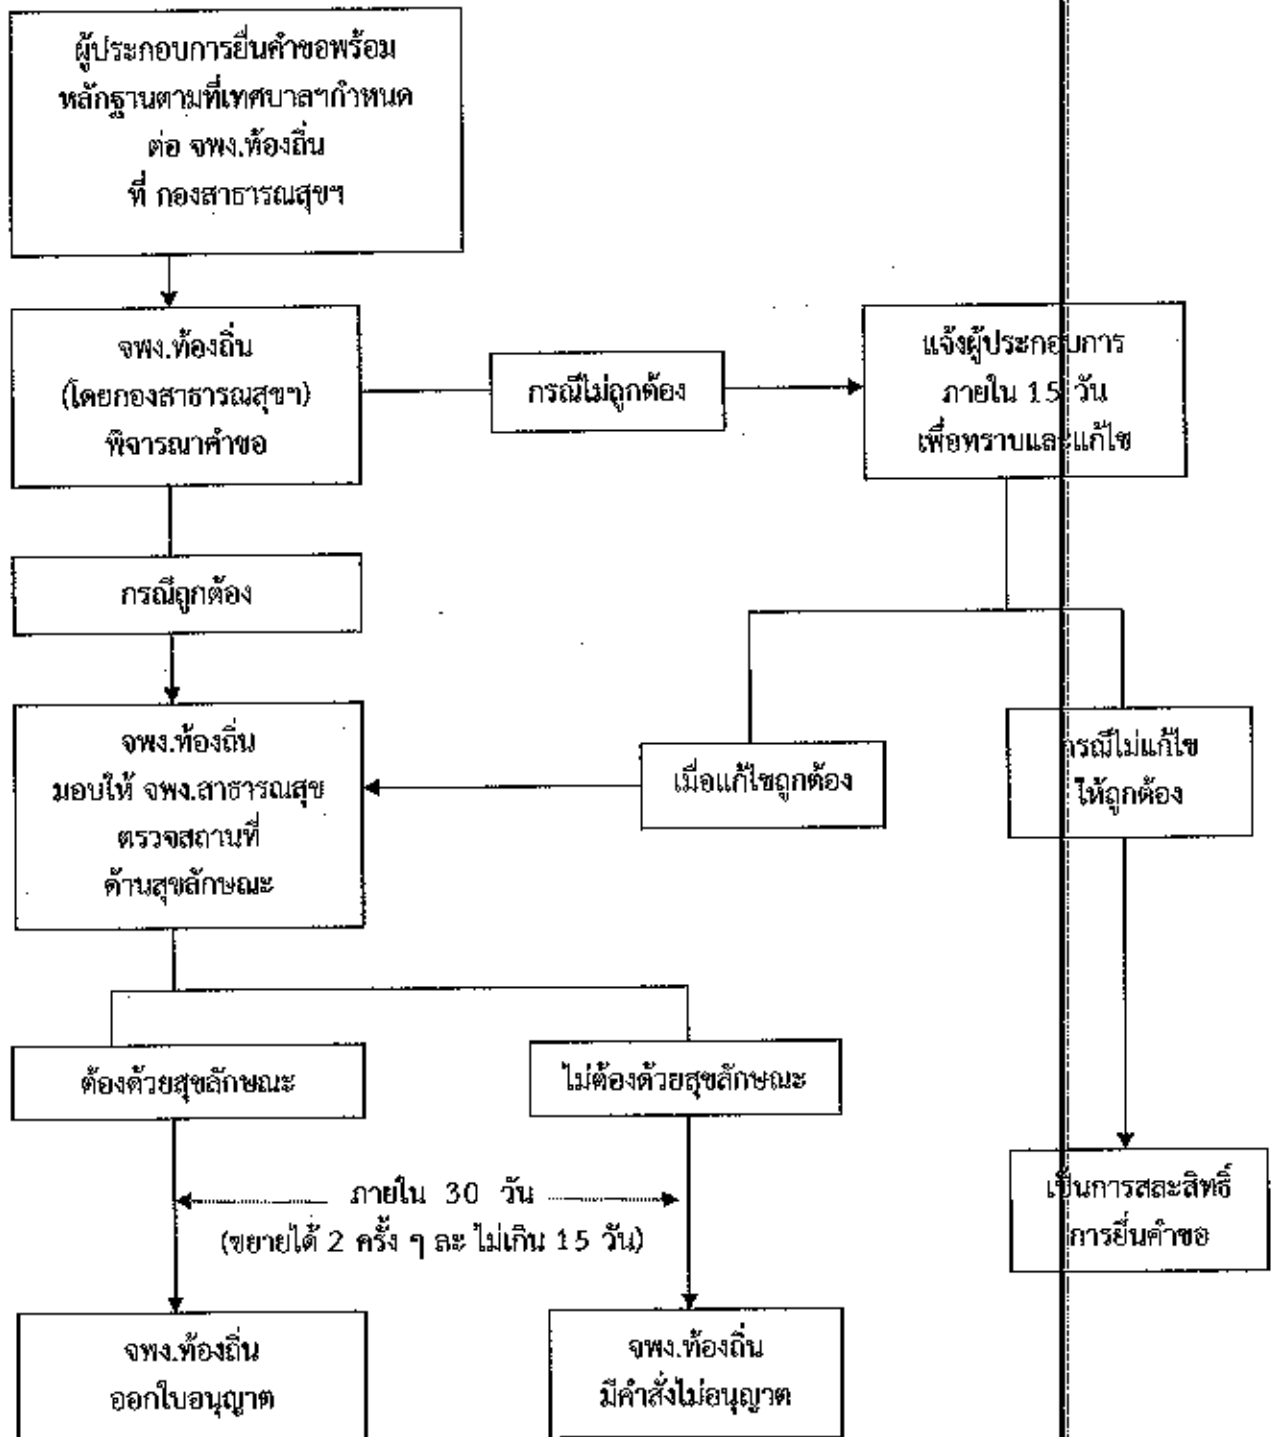 ผู้ประกอบการยื่นคำขอพร้อม
หลักฐานตามที่เทศบาลฯกำหนด
ต่อ จพง.ท้องถิ่น
ที่ กองสาธารณสุขฯ
จพง.ท้องถิ่น
(โดยกองสาธารณสุขฯ)
พิจารณาคำขอ
กรณีไม่ถูกต้อง
แจ้งผู้ประกอบการ
ภายใน 15 วัน
เพื่อทราบและแก้ไข
กรณีถูกต้อง
จพง.ท้องถิ่น
มอบให้ จพง.สาธารณสุข
ตรวจสถานที่
ด้านสุขลักษณะ
เมื่อแก้ไขถูกต้อง
กรณีไม่แก้ไข
ให้ถูกต้อง
ต้องด้วยสุขลักษณะ
ไม่ต้องด้วยสุขลักษณะ
ภายใน 30 วัน
(ขยายได้ 2 ครั้ง ๆ ละ ไม่เกิน 15 วัน)
เป็นการสละสิทธิ์
การยื่นคำขอ
จพง.ท้องถิ่น
ออกใบอนุญาต
จพง.ท้องถิ่น
มีคำสั่งไม่อนุญาต